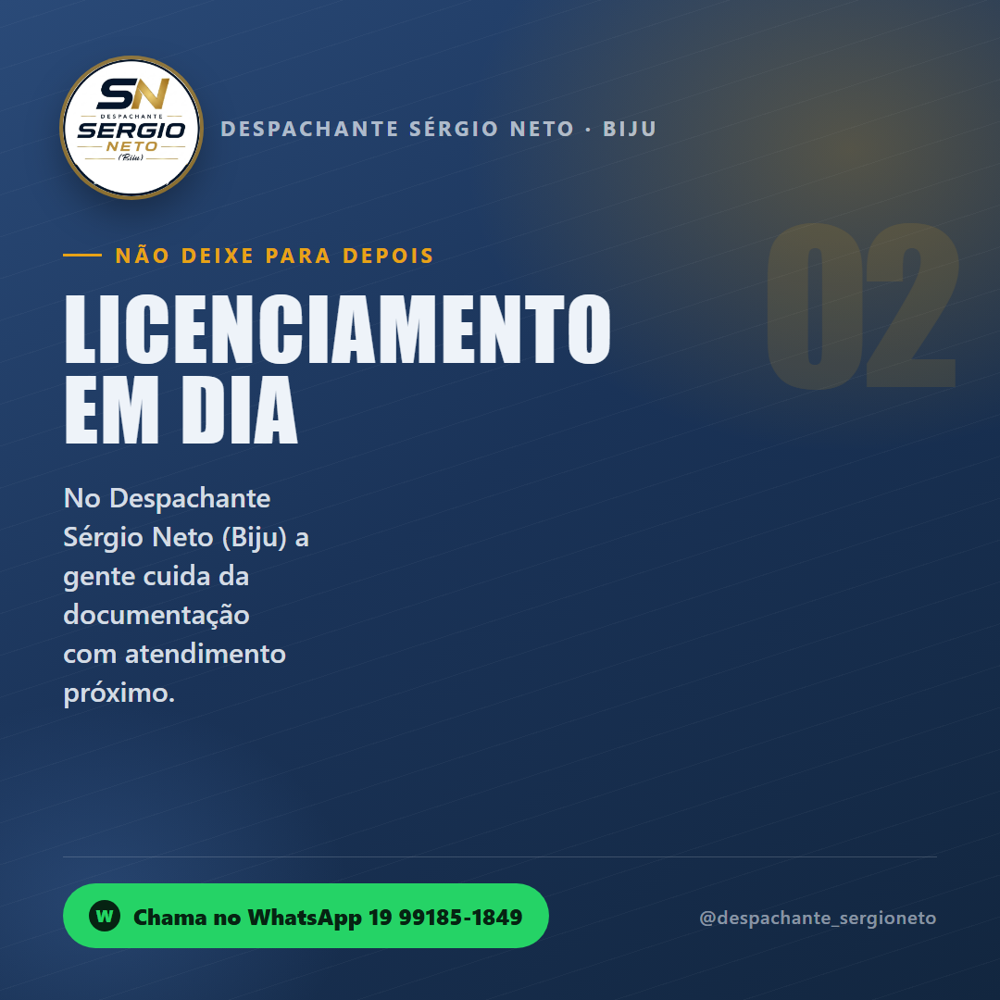 SN
DESPACHANTE
SERGIO
NETO
(Biju)
DESPACHANTE SÉRGIO NETO · BIJU
NÃO DEIXE PARA DEPOIS
02
LICENCIAMENTO
EM DIA
No Despachante
Sérgio Neto (Biju) a
gente cuida da
documentação
com atendimento
próximo.
W Chama no WhatsApp 19 99185-1849
@despachante_sergioneto